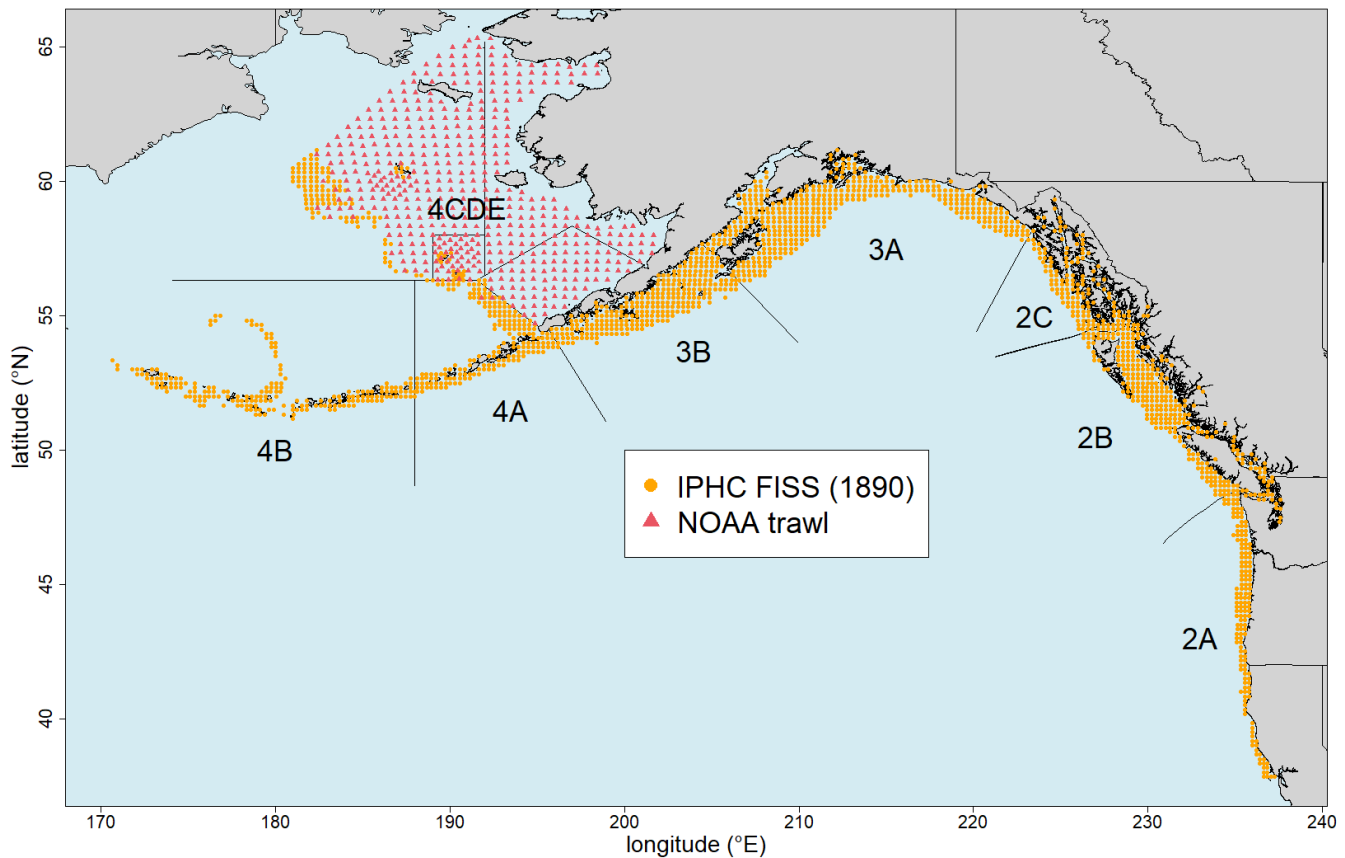 65
60
55
50
45
40
latitude (°N)
4CDE
3A
2C
3B
4A
2B
4B
IPHC FISS (1890)
NOAA trawl
2A
170
180
190
200
210
220
230
240
longitude (°E)